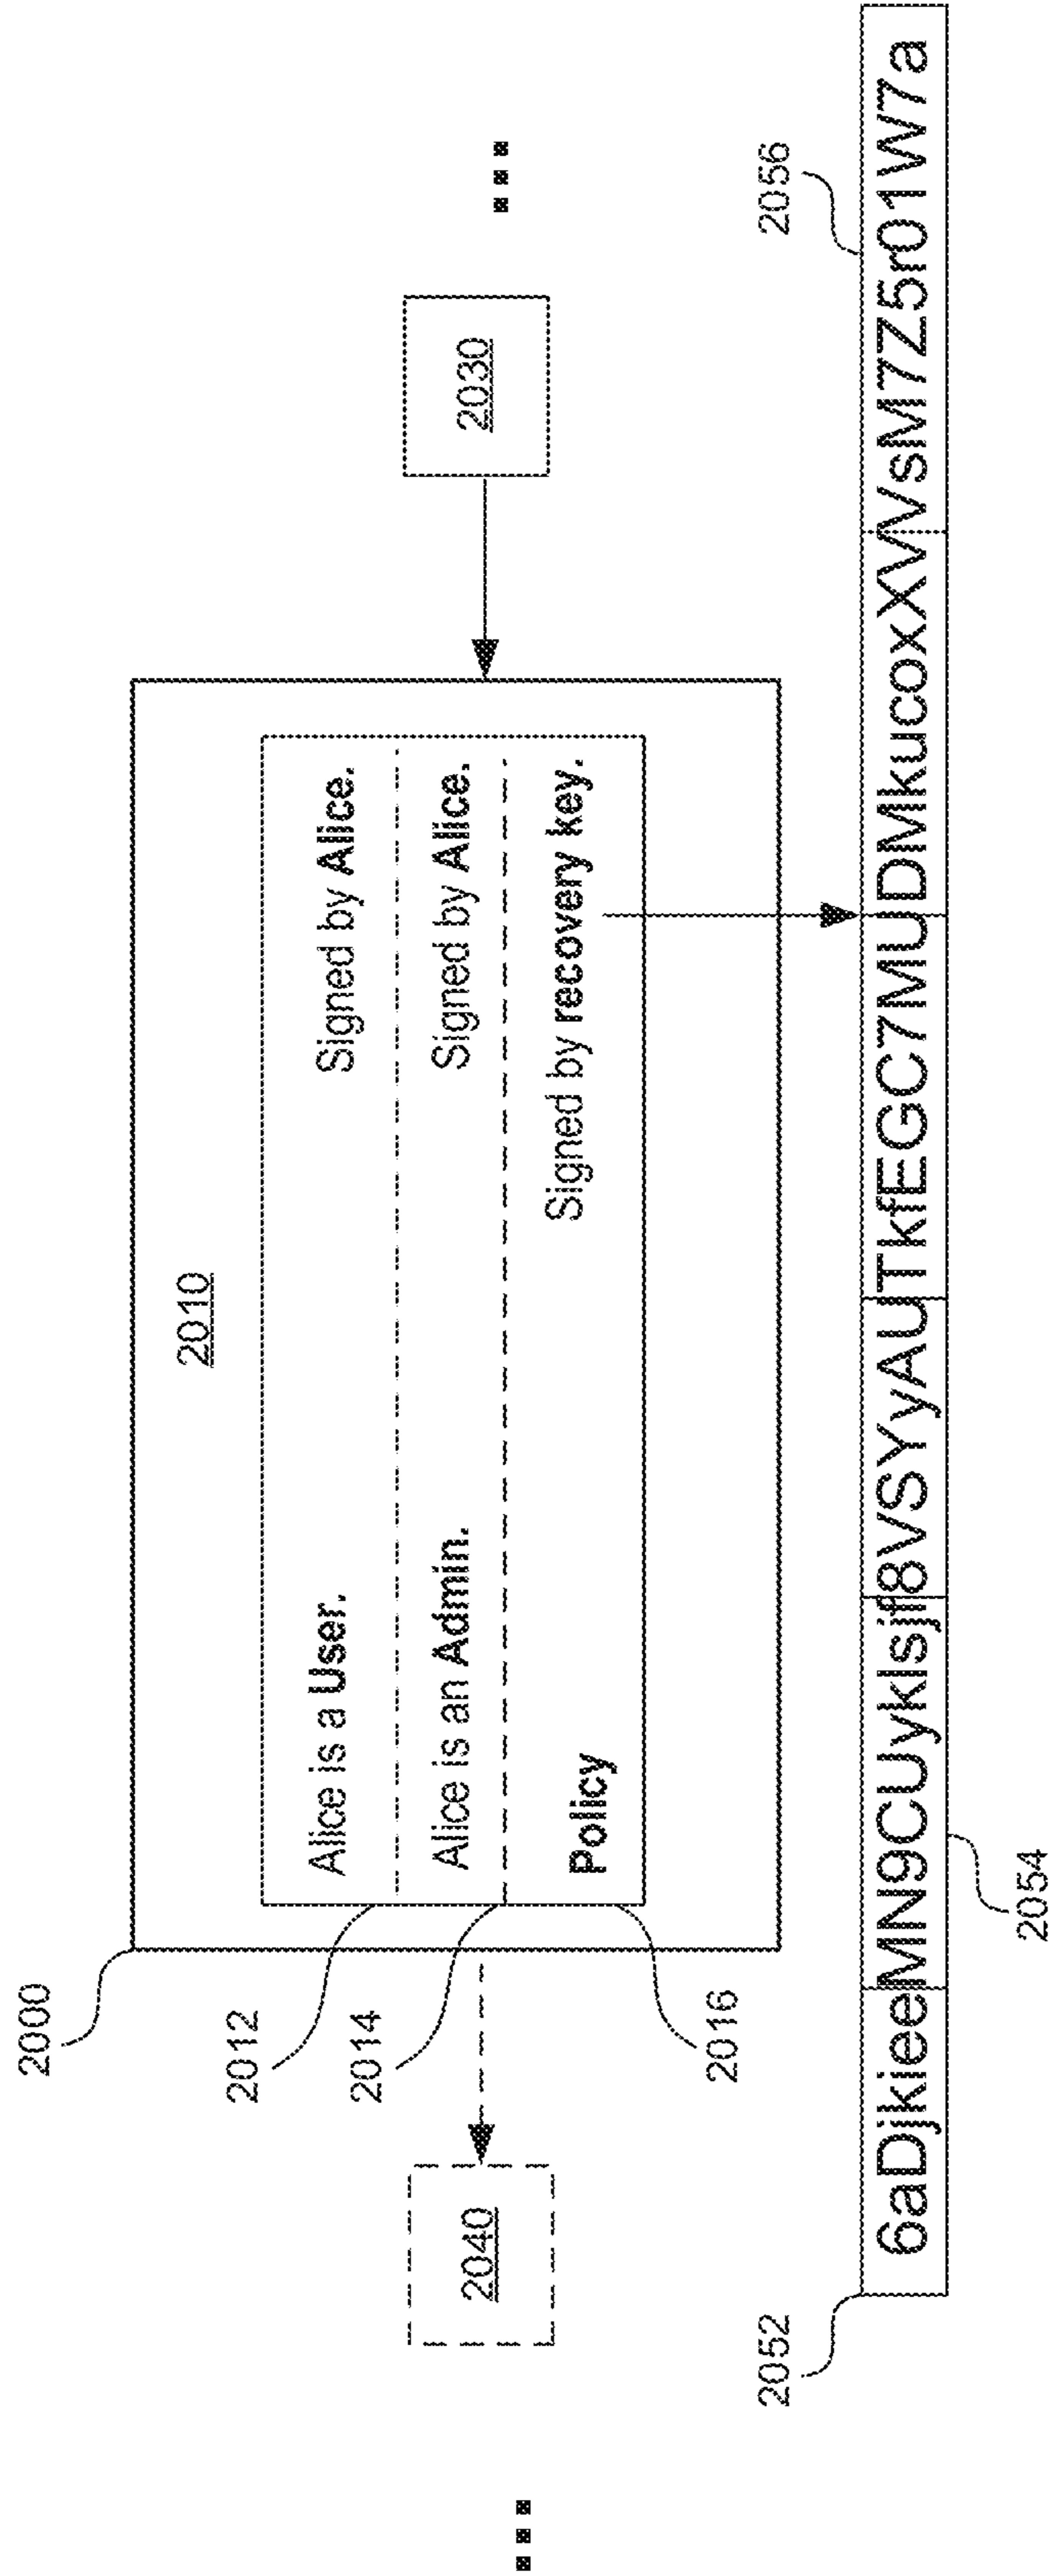 2000
2010
2012
Alice is a User. Signed by Alice.
2014
Alice is an Admin. Signed by Alice.
2016
Policy Signed by recovery key.
2040
2030
2052
2056
6aDjkieeMN9CUyklsjf8VSYyAUTkfEGC7MUDMkucoxXVVsM7Z5r01W7a
2054